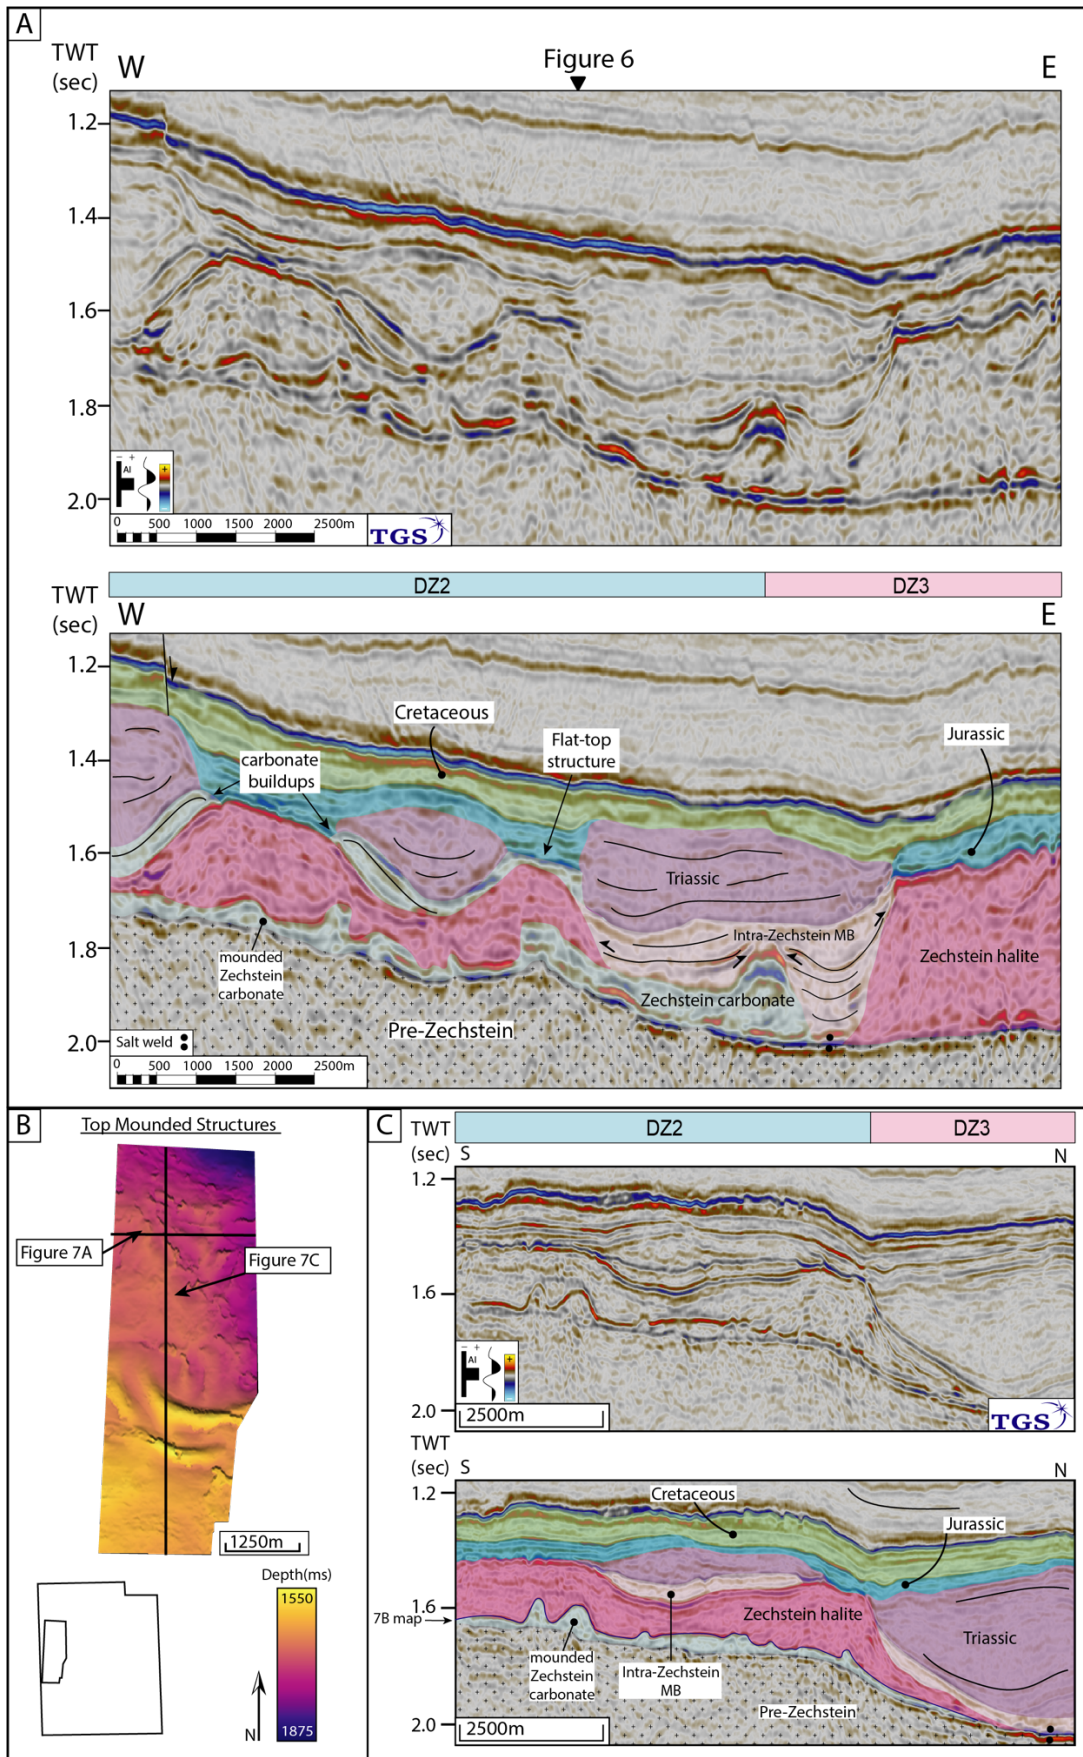 A
TWT
(sec)
W
Figure 6
E
1.2
1.4
1.6
1.8
2.0
− +
AI
+
−
0 500 1000 1500 2000 2500m
TGS
DZ2
DZ3
TWT
(sec)
W
E
1.2
1.4
1.6
1.8
2.0
Cretaceous
Flat-top
structure
Jurassic
carbonate
buildups
Triassic
Intra-Zechstein MB
Zechstein halite
mounded
Zechstein
carbonate
Zechstein carbonate
Pre-Zechstein
Salt weld
0 500 1000 1500 2000 2500m
B
Top Mounded Structures
Figure 7A
Figure 7C
1250m
Depth(ms)
1550
1875
N
C
TWT
(sec)
S
DZ2
DZ3
N
1.2
1.6
2.0
− +
AI
+
−
2500m
TGS
TWT
(sec)
S
N
1.2
1.6
2.0
7B map
Cretaceous
Jurassic
Zechstein halite
Triassic
mounded
Zechstein
carbonate
Intra-Zechstein
MB
Pre-Zechstein
2500m